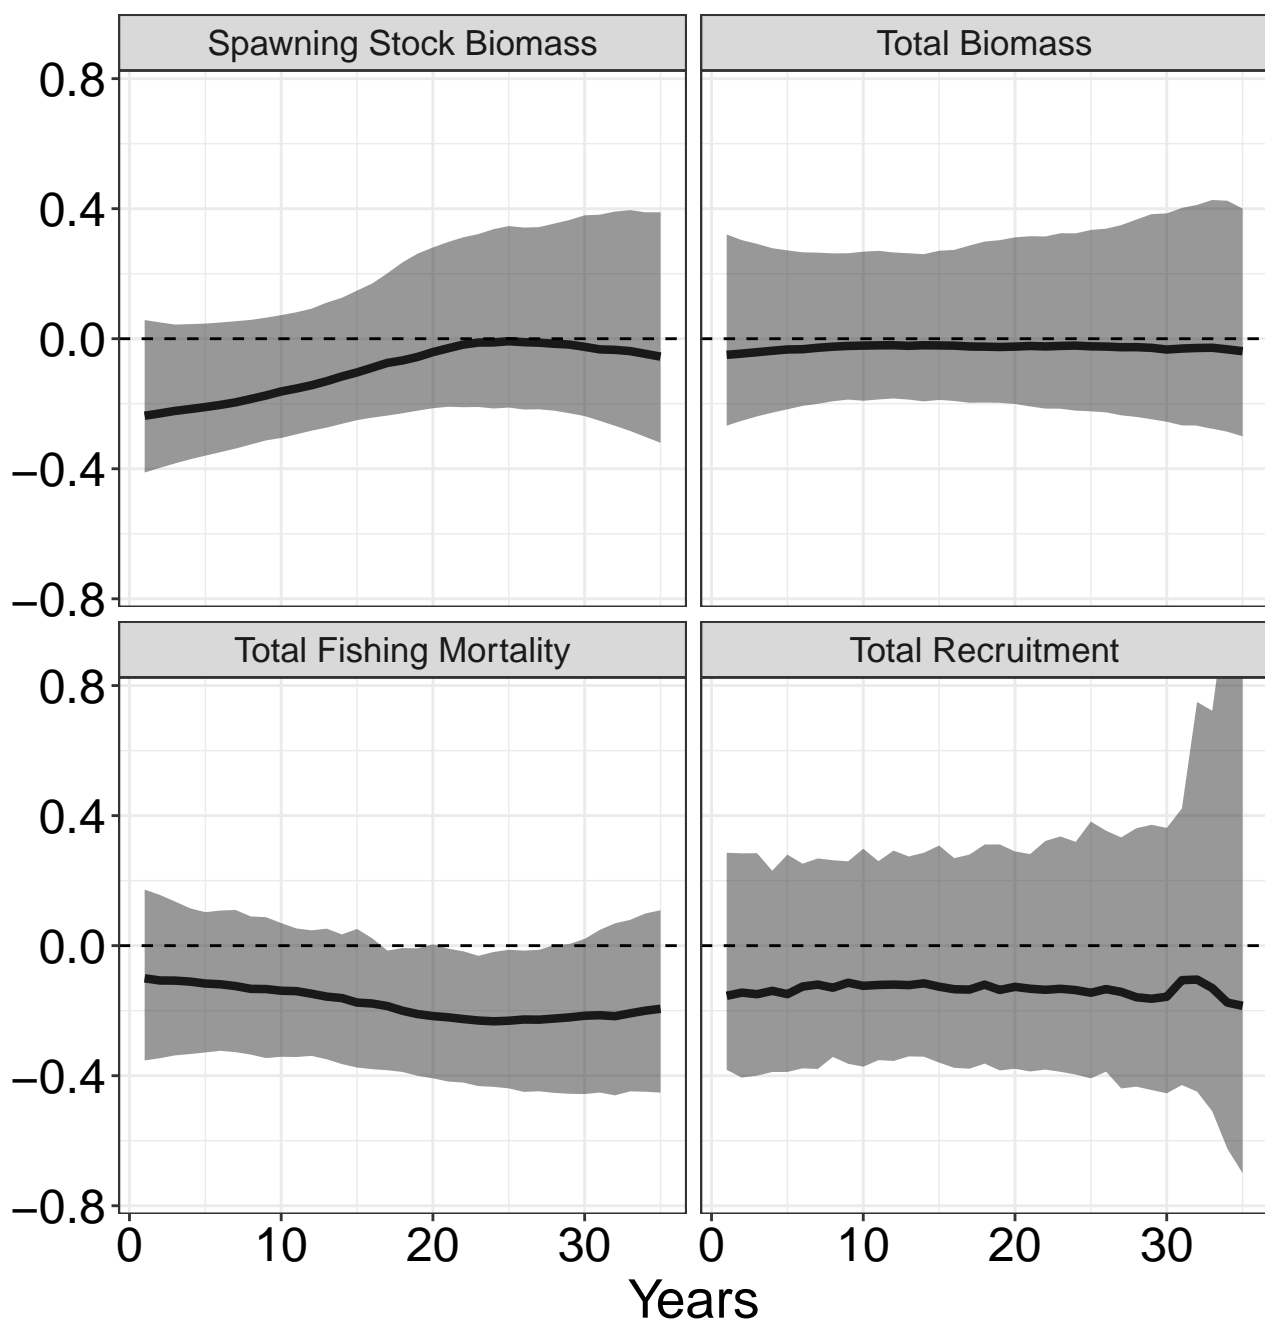 Spawning Stock Biomass
Total Biomass
0.8
0.4
0.0
−0.4
−0.8
Total Fishing Mortality
Total Recruitment
0.8
0.4
0.0
−0.4
−0.8
0 10 20 30
0 10 20 30
Years